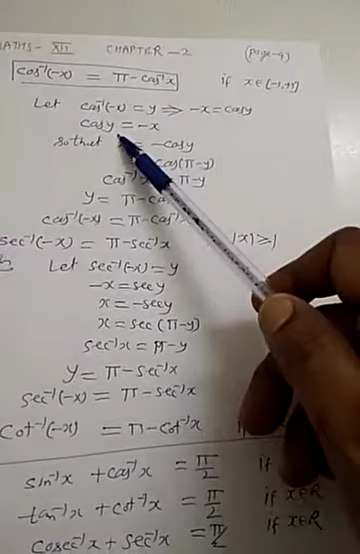 MATHS- XII CHAPTER-2 (page-4)
cos⁻¹(-x) = π-cos⁻¹x if x∈[-1,1]
Let cos⁻¹(-x) = y ⇒ -x = cosy
cosy = -x
so that = -cosy
cos(π-y)
cos⁻¹x π-y
y = π-cos
cos⁻¹(-x) = π-cos⁻¹x
sec⁻¹(-x) = π-sec⁻¹x |x|≥1
Let sec⁻¹(-x) = y
-x = secy
x = -secy
x = sec(π-y)
sec⁻¹x = π-y
y = π-sec⁻¹x
sec⁻¹(-x) = π-sec⁻¹x
Cot⁻¹(-x) = π-cot⁻¹x
sin⁻¹x + cos⁻¹x = π/2 if
tan⁻¹x + cot⁻¹x = π/2 if x∈R
cosec⁻¹x + sec⁻¹x = π/2 if x∈R